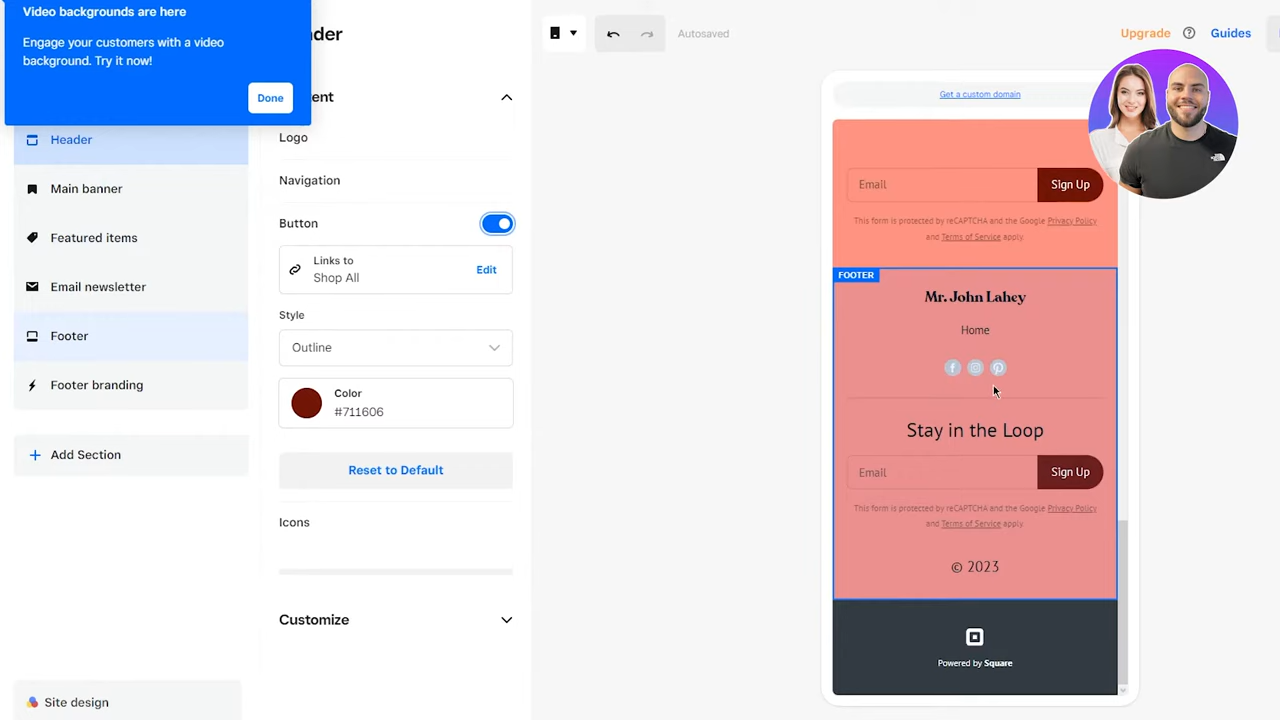 Video backgrounds are here
Engage your customers with a video
background. Try it now!
Done
Header
Main banner
Featured items
Email newsletter
Footer
Footer branding
Add Section
Site design
Logo
Navigation
Button
Links to
Shop All
Edit
Style
Outline
Color
#711606
Reset to Default
Icons
Customize
Autosaved
Upgrade
Guides
Get a custom domain
Email
Sign Up
This form is protected by reCAPTCHA and the Google Privacy Policy
and Terms of Service apply.
FOOTER
Mr. John Lahey
Home
Stay in the Loop
Email
Sign Up
This form is protected by reCAPTCHA and the Google Privacy Policy
and Terms of Service apply.
© 2023
Powered by Square